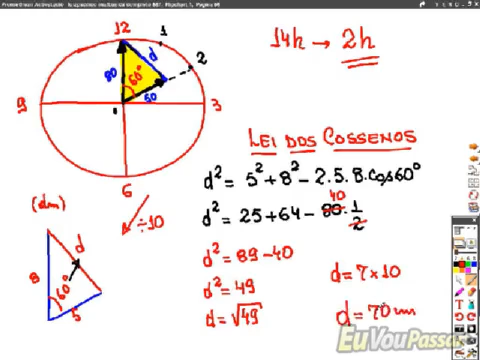 14h → 2h
12
1
2
3
6
9
80
60°
d
50
LEI DOS COSSENOS
d² = 5² + 8² - 2.5.8.cos60°
40
d² = 25 + 64 - 80 . 1/2
d² = 89 - 40
d² = 49
d = √49
d = 7 x 10
d = 70 mm
(dm)
÷10
8
60°
d
5
EuVouPassar